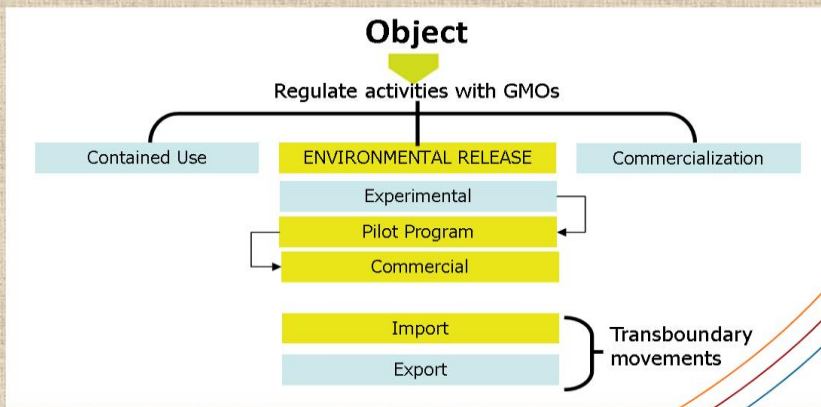 Object
Regulate activities with GMOs
Contained Use
ENVIRONMENTAL RELEASE
Commercialization
Experimental
Pilot Program
Commercial
Import
Export
Transboundary
movements